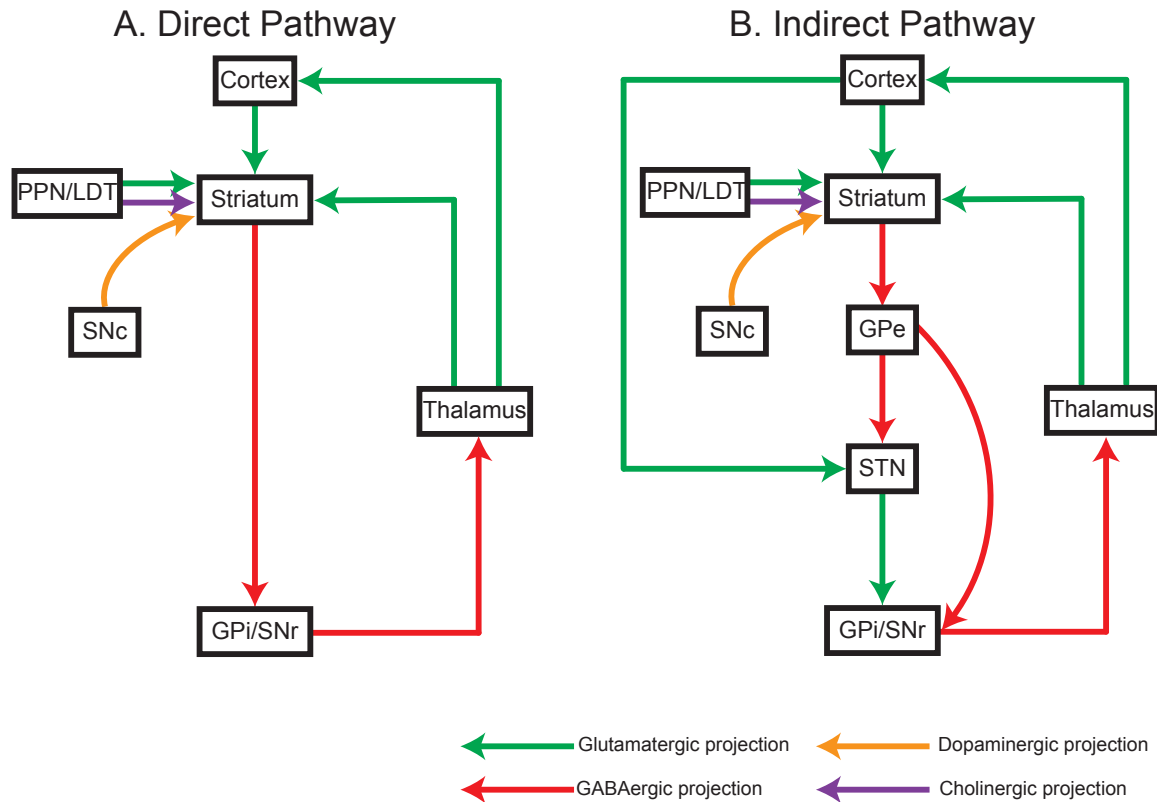 A. Direct Pathway
Cortex
PPN/LDT
Striatum
SNc
Thalamus
GPi/SNr
B. Indirect Pathway
Cortex
PPN/LDT
Striatum
SNc
GPe
Thalamus
STN
GPi/SNr
Glutamatergic projection
Dopaminergic projection
GABAergic projection
Cholinergic projection